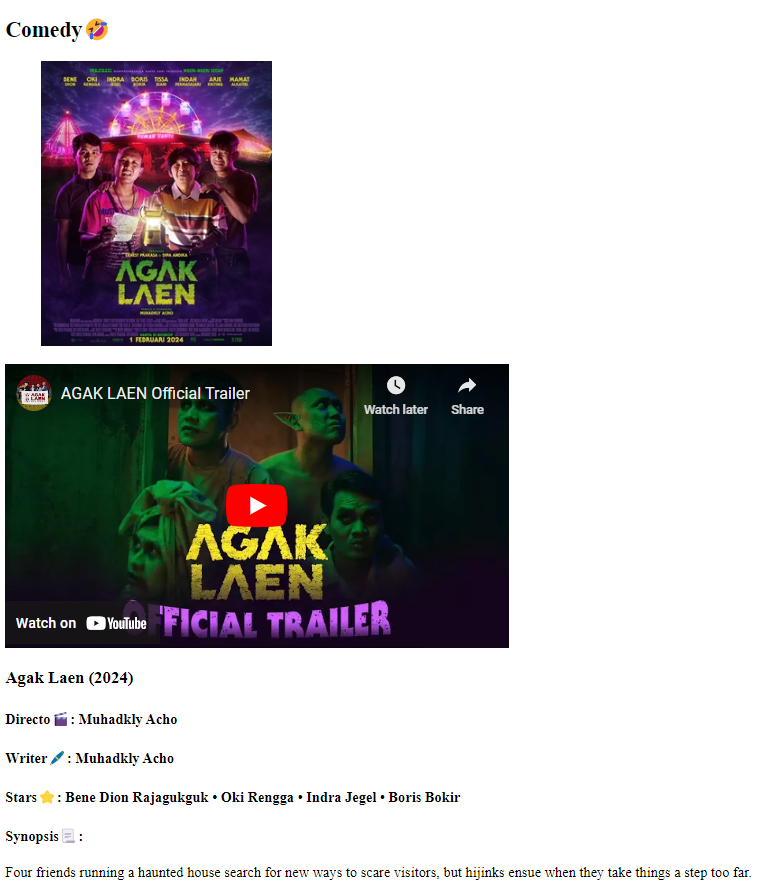 Comedy🤣
BENE DION OKI RENGGA INDRA JEGEL BORIS BOKIR TISSA BIANI INDAH PERMATASARI ARIE KRITING MAMAT ALKATIRI
RUMAH HANTU
ERNEST PRAKASA & DIPA ANDIKA
AGAK
LAEN
MUHADKLY ACHO
1 FEBRUARI 2024
AGAK LAEN Official Trailer
Watch later Share
AGAK
LAEN
OFFICIAL TRAILER
Watch on YouTube
Agak Laen (2024)
Directo 🎬 : Muhadkly Acho
Writer 🖊️ : Muhadkly Acho
Stars ⭐ : Bene Dion Rajagukguk • Oki Rengga • Indra Jegel • Boris Bokir
Synopsis 📃 :
Four friends running a haunted house search for new ways to scare visitors, but hijinks ensue when they take things a step too far.